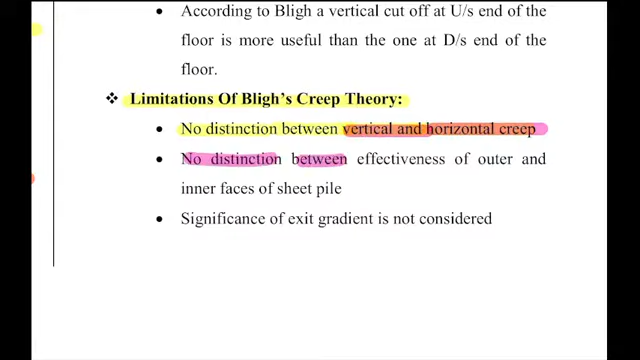 • According to Bligh a vertical cut off at U/s end of the
floor is more useful than the one at D/s end of the
floor.
❖ Limitations Of Bligh's Creep Theory:
• No distinction between vertical and horizontal creep
• No distinction between effectiveness of outer and
inner faces of sheet pile
• Significance of exit gradient is not considered